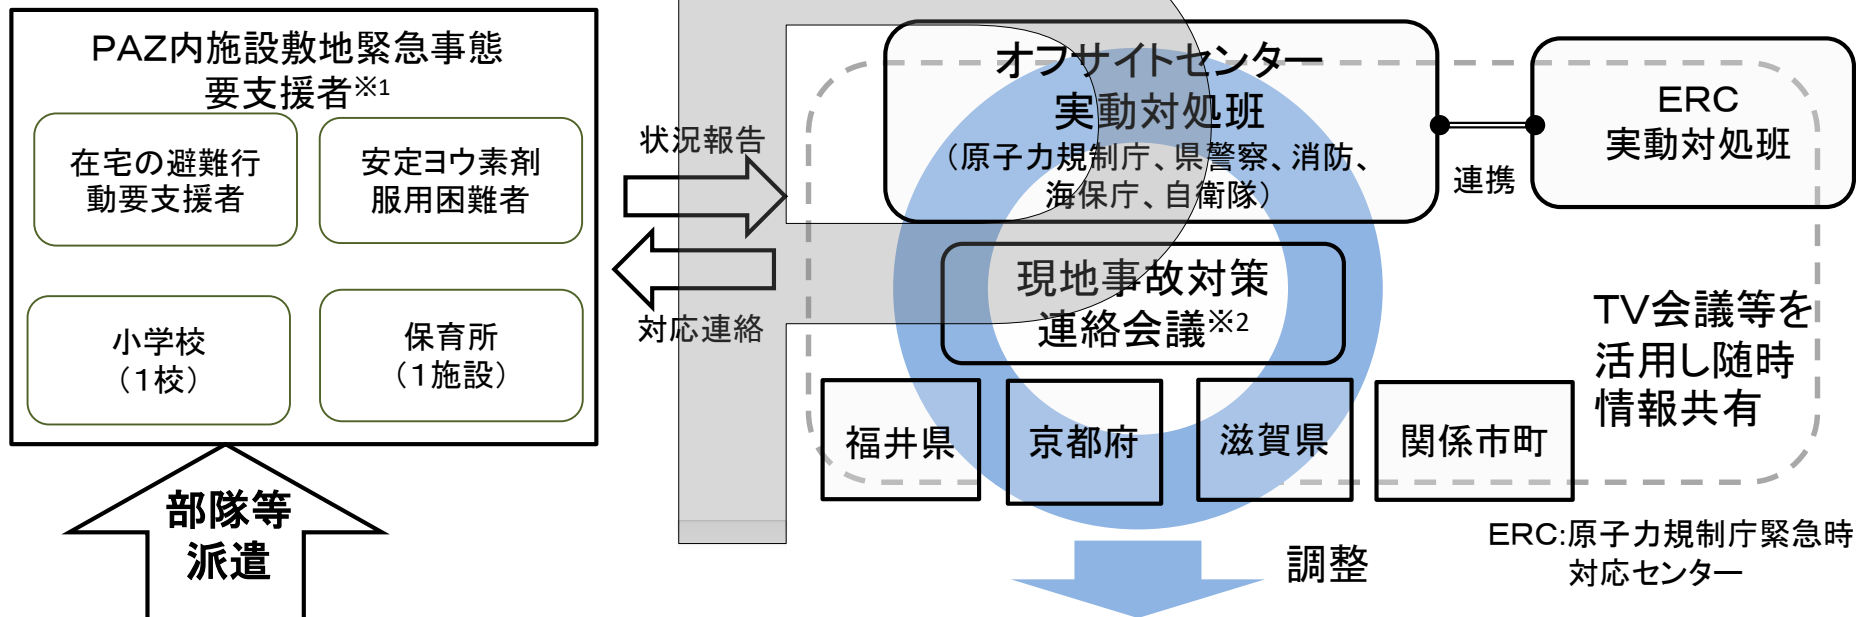 PAZ内施設敷地緊急事態
要支援者※1
在宅の避難行
動要支援者
安定ヨウ素剤
服用困難者
小学校
(1校)
保育所
(1施設)
部隊等
派遣
状況報告
対応連絡
オフサイトセンター
実動対処班
(原子力規制庁、県警察、消防、
海保庁、自衛隊)
連携
ERC
実動対処班
現地事故対策
連絡会議※2
TV会議等を
活用し随時
情報共有
福井県
京都府
滋賀県
関係市町
調整
ERC:原子力規制庁緊急時
対応センター